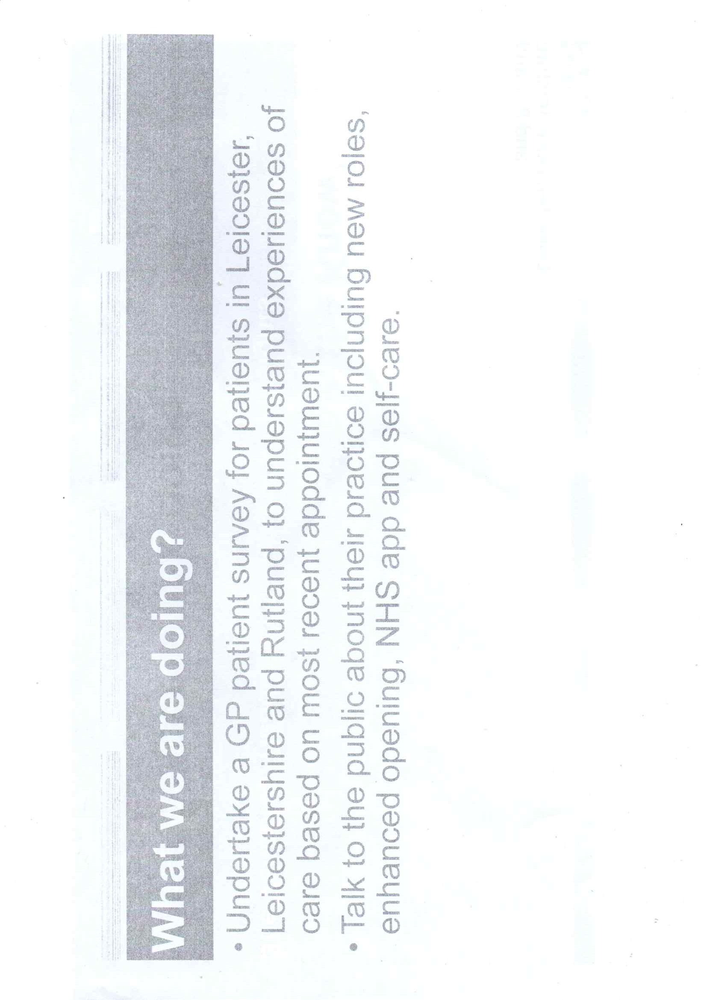 What we are doing?
• Undertake a GP patient survey for patients in Leicester,
Leicestershire and Rutland, to understand experiences of
care based on most recent appointment.
• Talk to the public about their practice including new roles,
enhanced opening, NHS app and self-care.